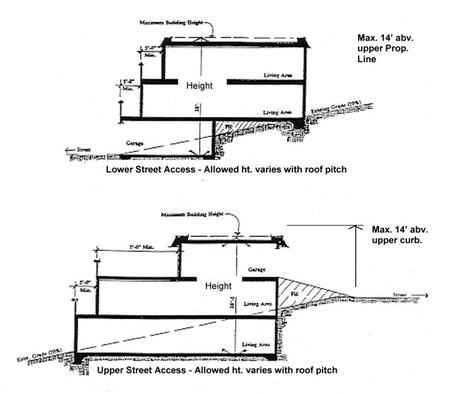 Maximum Building Height
Max. 14' abv.
upper Prop.
Line
5'-0"
Min.
Living Area
Height
5'-0"
Min.
Living Area
Existing Grade (20%)
Fill
Garage
Street
Lower Street Access - Allowed ht. varies with roof pitch
Maximum Building Height
Max. 14' abv.
upper curb.
5'-0" Min.
Garage
5'-0"
Min.
Height
Fill
Street
Living Area
Living Area
Exist. Grade (20%)
Upper Street Access - Allowed ht. varies with roof pitch